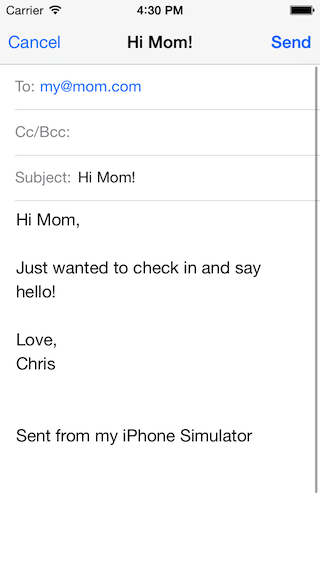 Carrier 4:30 PM
Cancel Hi Mom! Send
To: my@mom.com
Cc/Bcc:
Subject: Hi Mom!
Hi Mom,
Just wanted to check in and say
hello!
Love,
Chris
Sent from my iPhone Simulator